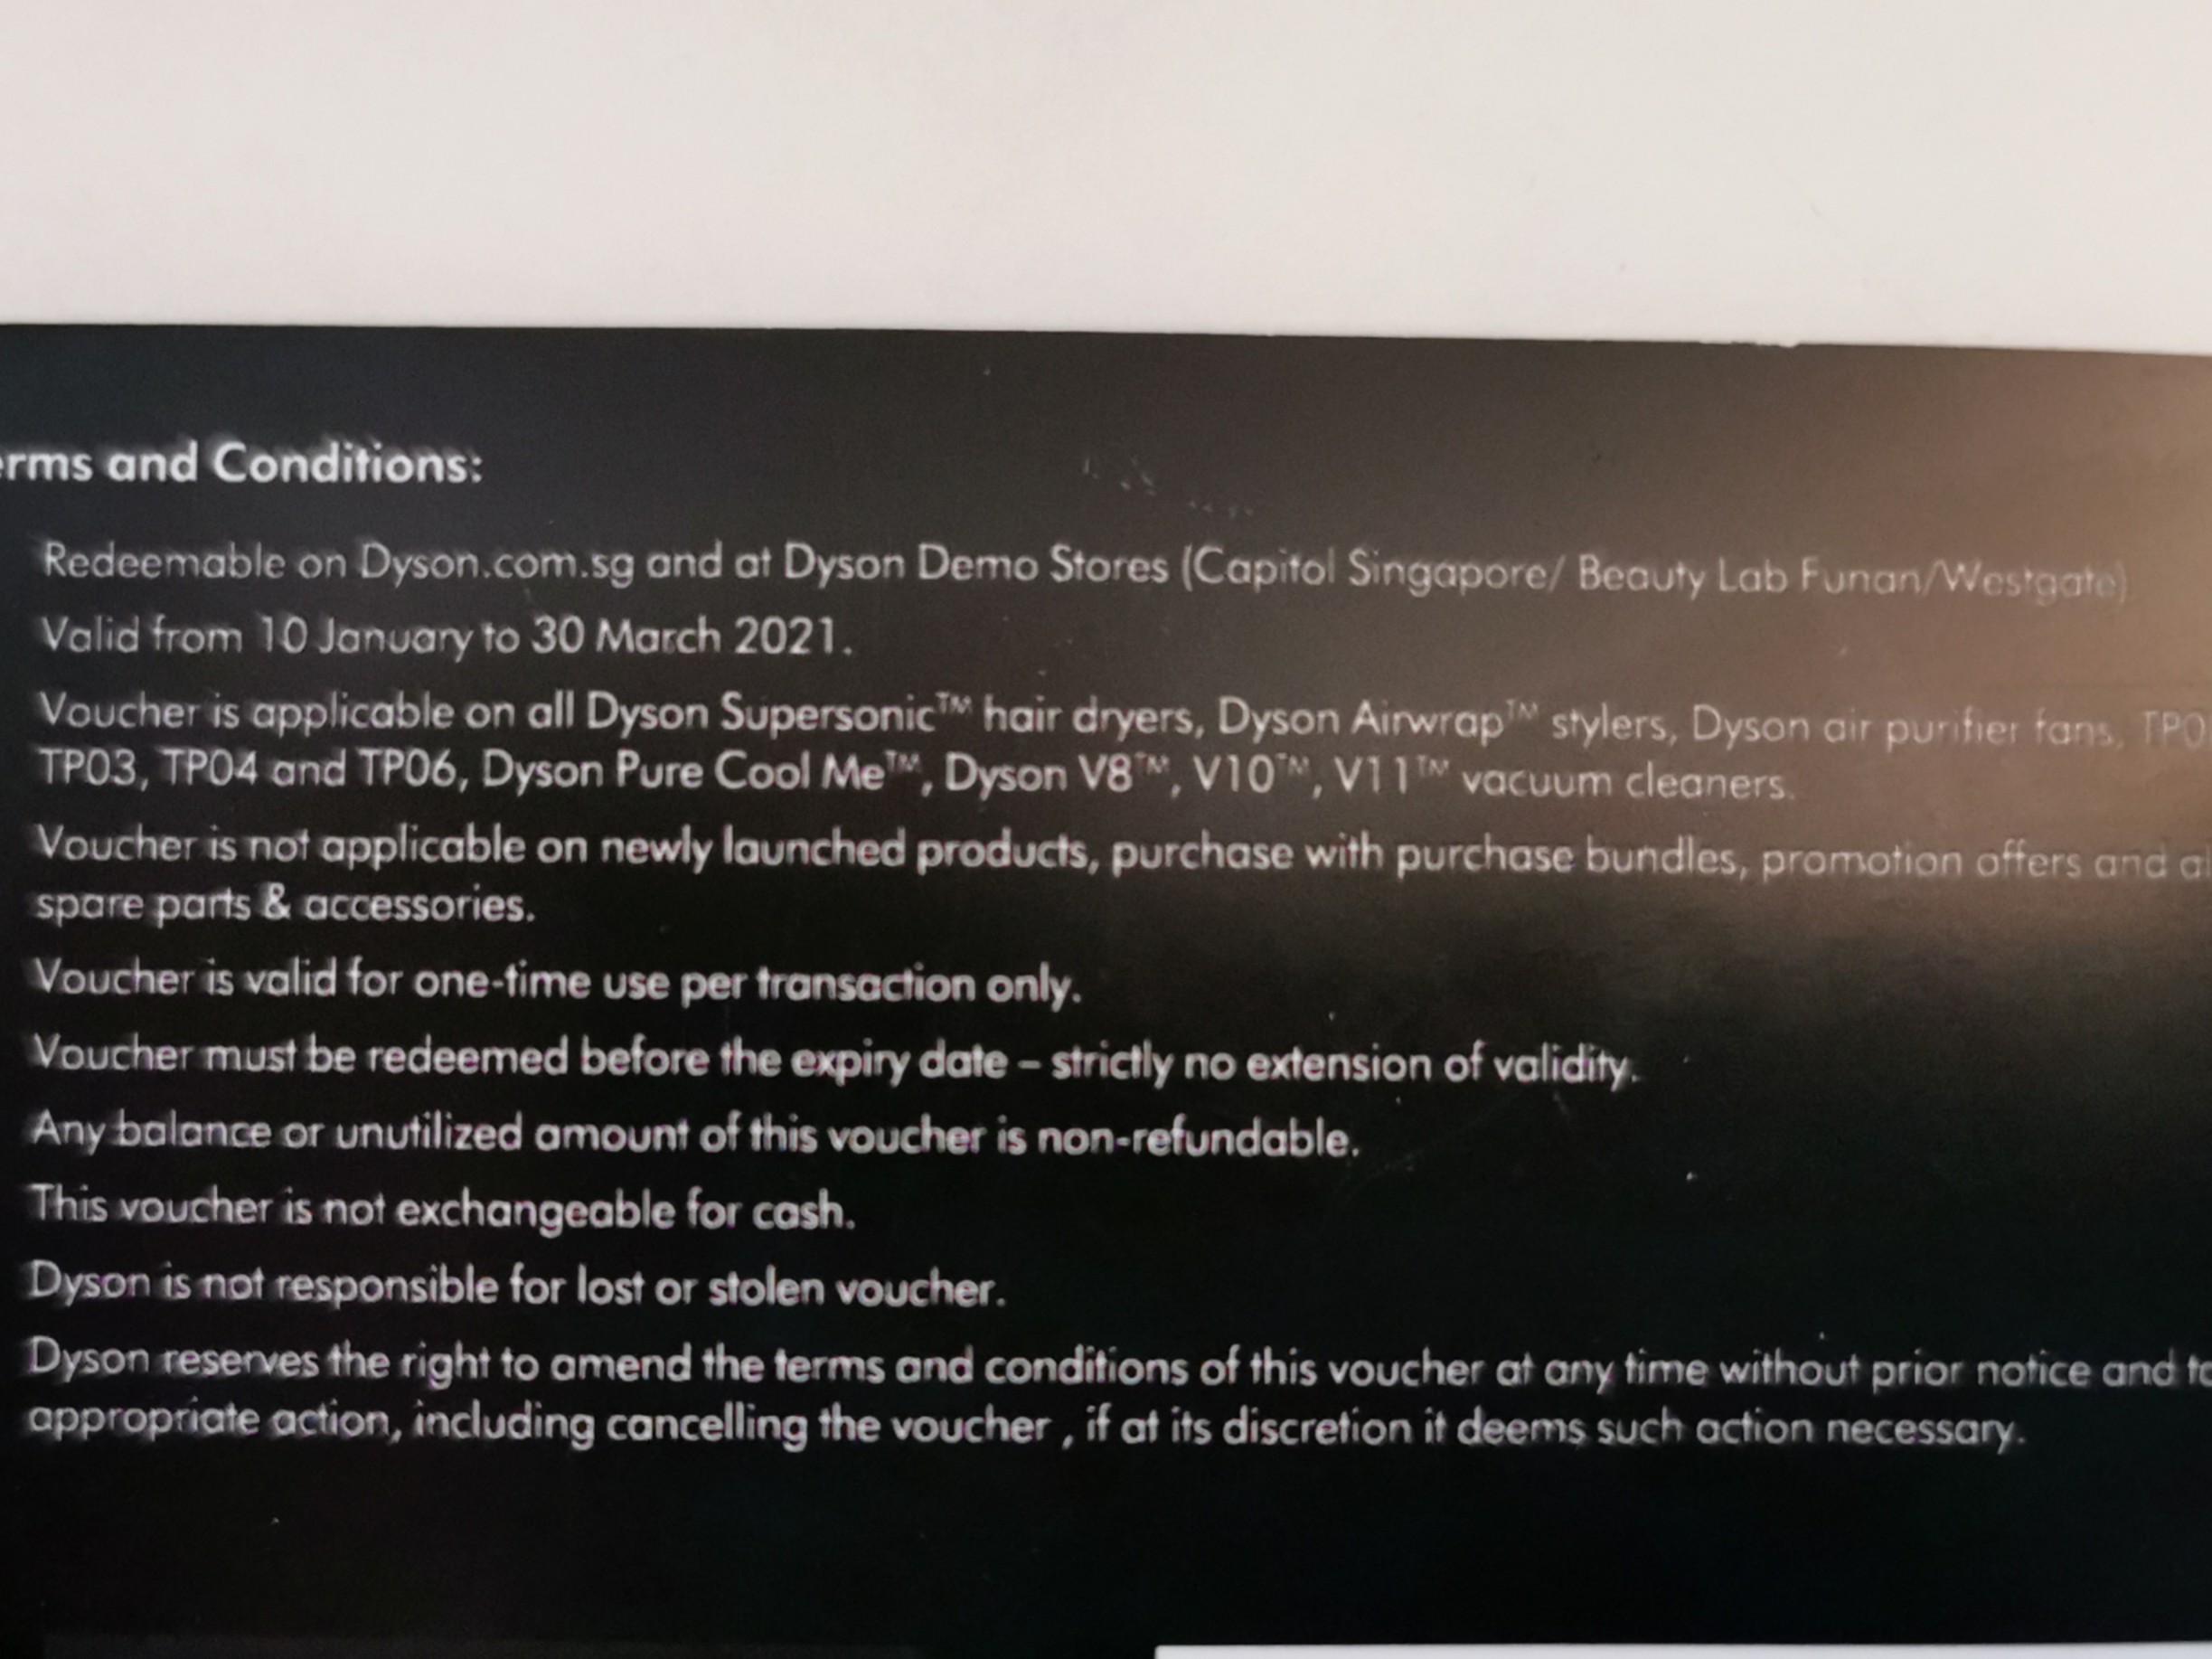 erms and Conditions:
Redeemable on Dyson.com.sg and at Dyson Demo Stores (Capitol Singapore/ Beauty Lab Funan/Westgate)
Valid from 10 January to 30 March 2021.
Voucher is applicable on all Dyson Supersonic™ hair dryers, Dyson Airwrap™ stylers, Dyson air purifier fans, TP0
TP03, TP04 and TP06, Dyson Pure Cool Me™, Dyson V8™, V10™, V11™ vacuum cleaners.
Voucher is not applicable on newly launched products, purchase with purchase bundles, promotion offers and al
spare parts & accessories.
Voucher is valid for one-time use per transaction only.
Voucher must be redeemed before the expiry date – strictly no extension of validity.
Any balance or unutilized amount of this voucher is non-refundable.
This voucher is not exchangeable for cash.
Dyson is not responsible for lost or stolen voucher.
Dyson reserves the right to amend the terms and conditions of this voucher at any time without prior notice and to
appropriate action, including cancelling the voucher , if at its discretion it deems such action necessary.